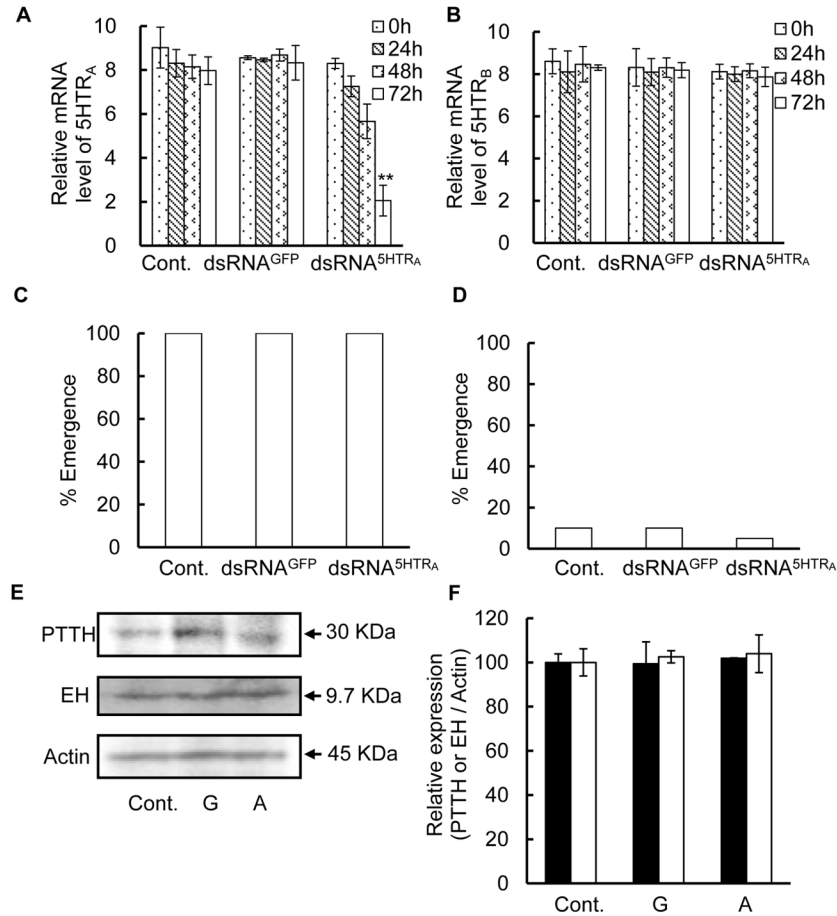 A
Relative mRNA
level of 5HTRA
10
8
6
4
2
0
0h
24h
48h
72h
**
Cont. dsRNAGFP dsRNA5HTRA
B
Relative mRNA
level of 5HTRB
10
8
6
4
2
0
0h
24h
48h
72h
Cont. dsRNAGFP dsRNA5HTRA
C
% Emergence
100
80
60
40
20
0
Cont. dsRNAGFP dsRNA5HTRA
D
% Emergence
100
80
60
40
20
0
Cont. dsRNAGFP dsRNA5HTRA
E
PTTH 30 KDa
EH 9.7 KDa
Actin 45 KDa
Cont. G A
F
Relative expression
(PTTH or EH / Actin)
120
100
80
60
40
20
0
Cont. G A